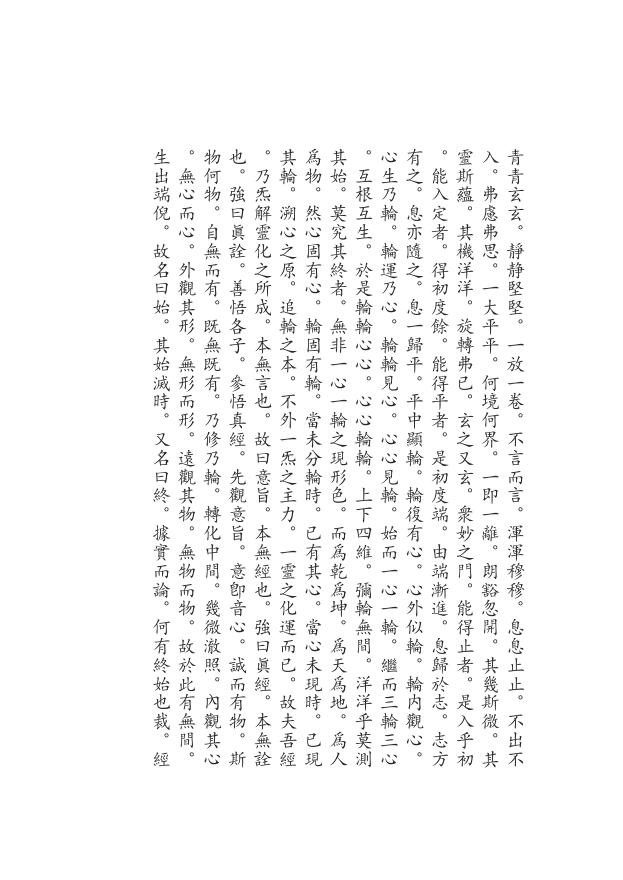 青青玄玄。靜靜堅堅。一放一卷。不言而言。渾渾穆穆。息息止止。不出不
入。弗慮弗思。一大平平。何境何界。一即一離。朗豁忽開。其幾斯微。其
靈斯蘊。其機洋洋。旋轉弗已。玄之又玄。衆妙之門。能得止者。是入乎初
。能入定者。得初度餘。能得平者。是初度端。由端漸進。息歸於志。志方
有之。息亦隨之。息一歸平。平中顯輪。輪復有心。心外似輪。輪内觀心。
心生乃輪。輪運乃心。輪輪見心。心心見輪。始而一心一輪。繼而三輪三心
。互根互生。於是輪輪心心。心心輪輪。上下四維。彌輪無間。洋洋乎莫測
其始。莫究其終者。無非一心一輪之現形色。而爲乾爲坤。爲天爲地。爲人
爲物。然心固有心。輪固有輪。當未分輪時。已有其心。當心未現時。已現
其輪。溯心之原。追輪之本。不外一炁之主力。一靈之化運而已。故夫吾經
。乃炁解靈化之所成。本無言也。故曰意旨。本無經也。強曰眞經。本無詮
也。強曰眞詮。善悟各子。參悟真經。先觀意旨。意卽音心。誠而有物。斯
物何物。自無而有。既無既有。乃修乃輪。轉化中間。幾微澈照。內觀其心
。無心而心。外觀其形。無形而形。遠觀其物。無物而物。故於此有無間。
生出端倪。故名曰始。其始滅時。又名曰終。據實而論。何有終始也裁。經